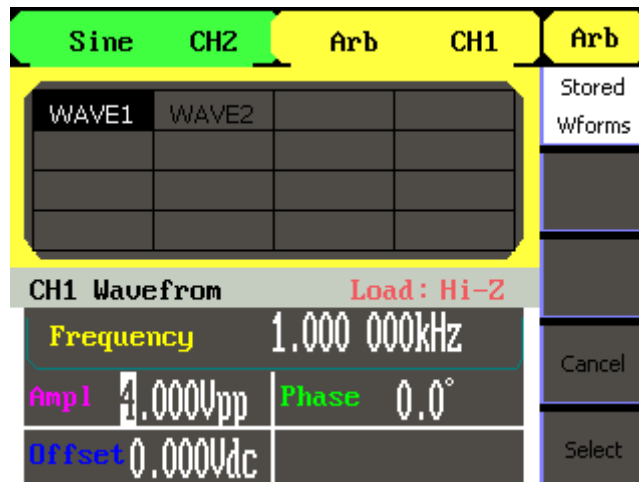 Sine CH2 Arb CH1 Arb
Stored
Wforms
WAVE1 WAVE2
CH1 Wavefrom Load: Hi-Z
Frequency 1.000 000kHz
Cancel
Ampl 4.000Vpp Phase 0.0°
Offset 0.000Vdc
Select